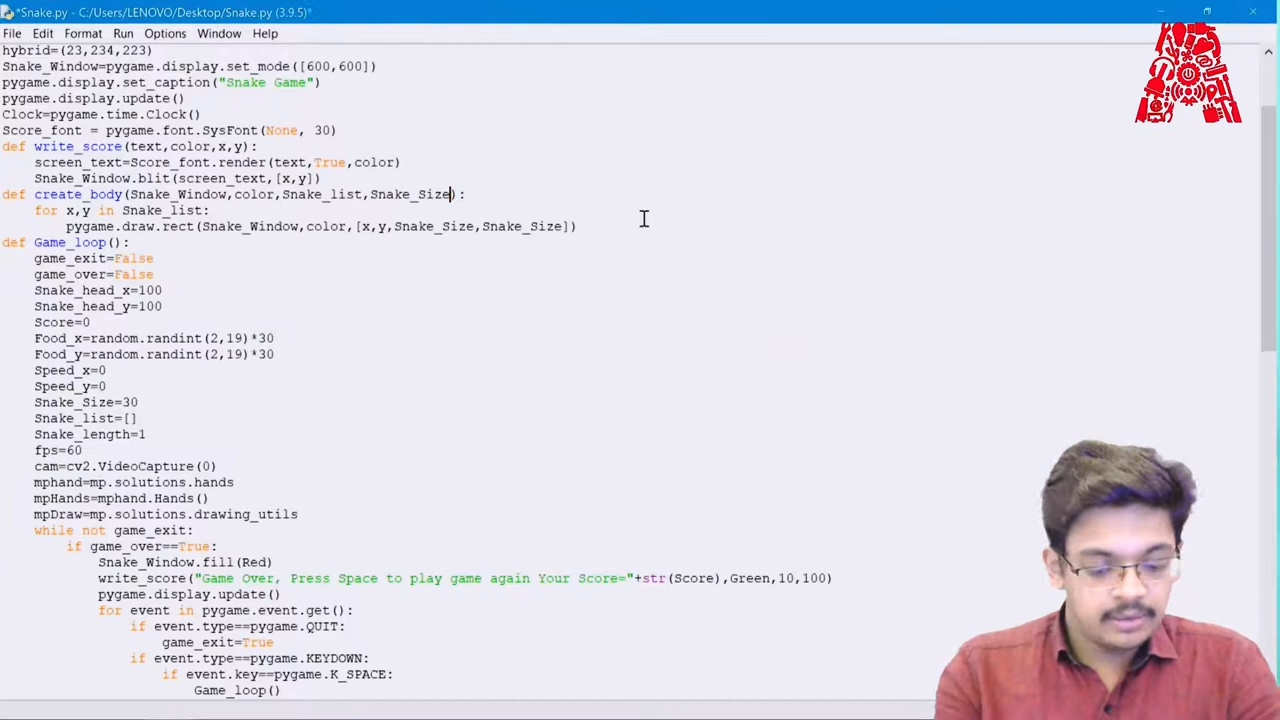 *Snake.py - C:/Users/LENOVO/Desktop/Snake.py (3.9.5)*
File Edit Format Run Options Window Help
hybrid=(23,234,223)
Snake_Window=pygame.display.set_mode([600,600])
pygame.display.set_caption("Snake Game")
pygame.display.update()
Clock=pygame.time.Clock()
Score_font = pygame.font.SysFont(None, 30)
def write_score(text,color,x,y):
    screen_text=Score_font.render(text,True,color)
    Snake_Window.blit(screen_text,[x,y])
def create_body(Snake_Window,color,Snake_list,Snake_Size):
    for x,y in Snake_list:
        pygame.draw.rect(Snake_Window,color,[x,y,Snake_Size,Snake_Size])
def Game_loop():
    game_exit=False
    game_over=False
    Snake_head_x=100
    Snake_head_y=100
    Score=0
    Food_x=random.randint(2,19)*30
    Food_y=random.randint(2,19)*30
    Speed_x=0
    Speed_y=0
    Snake_Size=30
    Snake_list=[]
    Snake_length=1
    fps=60
    cam=cv2.VideoCapture(0)
    mphand=mp.solutions.hands
    mpHands=mphand.Hands()
    mpDraw=mp.solutions.drawing_utils
    while not game_exit:
        if game_over==True:
            Snake_Window.fill(Red)
            write_score("Game Over, Press Space to play game again Your Score="+str(Score),Green,10,100)
            pygame.display.update()
            for event in pygame.event.get():
                if event.type==pygame.QUIT:
                    game_exit=True
                if event.type==pygame.KEYDOWN:
                    if event.key==pygame.K_SPACE:
                        Game_loop()